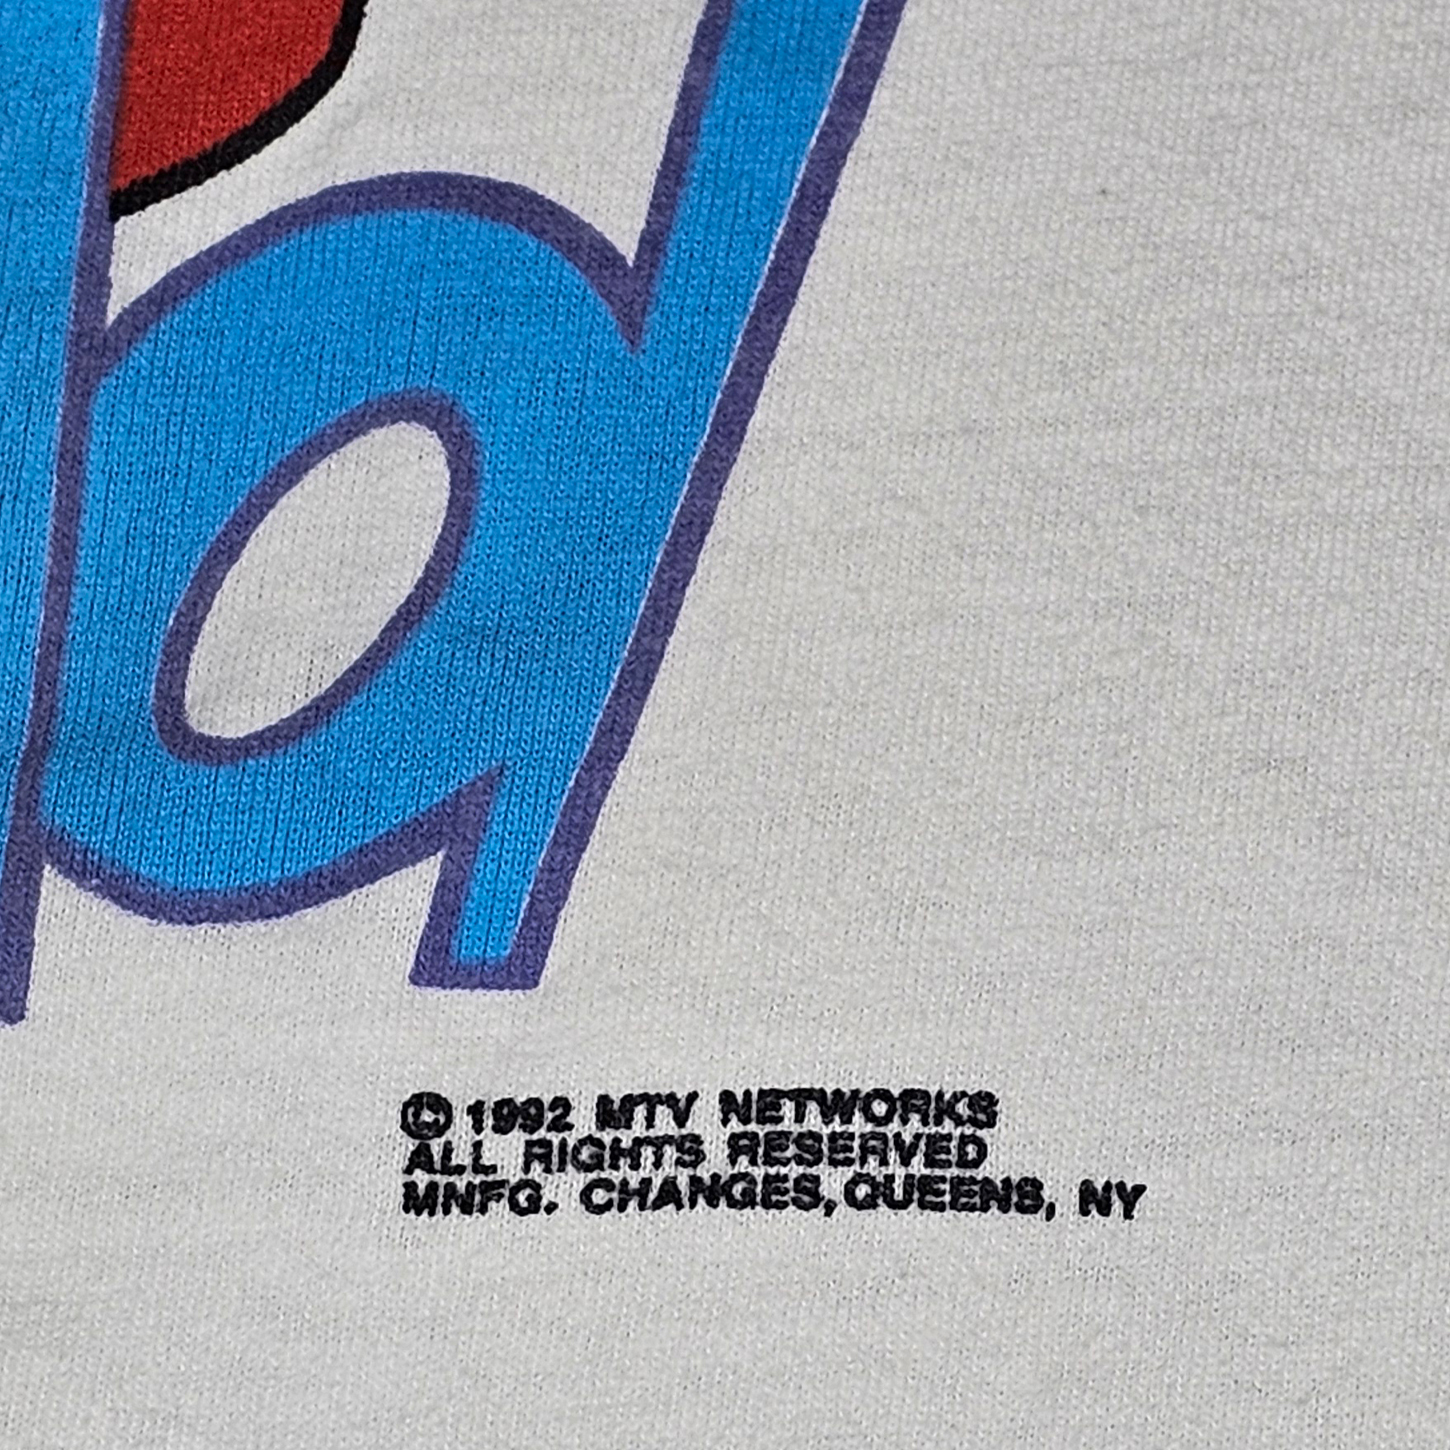 © 1992 MTV NETWORKS
ALL RIGHTS RESERVED
MNFG. CHANGES, QUEENS, NY